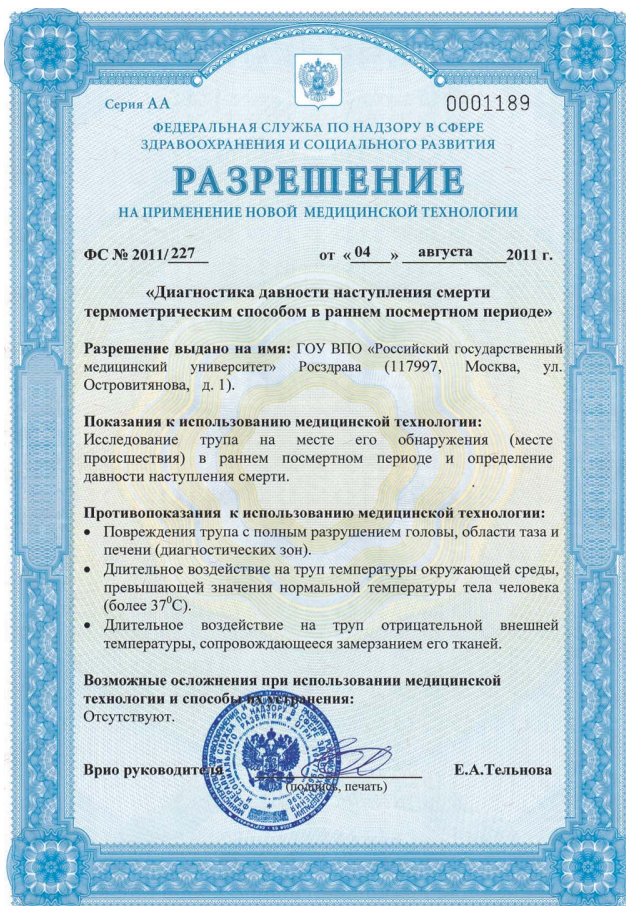 Серия АА
0001189
ФЕДЕРАЛЬНАЯ СЛУЖБА ПО НАДЗОРУ В СФЕРЕ
ЗДРАВООХРАНЕНИЯ И СОЦИАЛЬНОГО РАЗВИТИЯ
РАЗРЕШЕНИЕ
НА ПРИМЕНЕНИЕ НОВОЙ МЕДИЦИНСКОЙ ТЕХНОЛОГИИ
ФС № 2011/227 от «04» августа 2011 г.
«Диагностика давности наступления смерти
термометрическим способом в раннем посмертном периоде»
Разрешение выдано на имя: ГОУ ВПО «Российский государственный
медицинский университет» Росздрава (117997, Москва, ул.
Островитянова, д. 1).
Показания к использованию медицинской технологии:
Исследование трупа на месте его обнаружения (месте
происшествия) в раннем посмертном периоде и определение
давности наступления смерти.
Противопоказания к использованию медицинской технологии:
• Повреждения трупа с полным разрушением головы, области таза и
печени (диагностических зон).
• Длительное воздействие на труп температуры окружающей среды,
превышающей значения нормальной температуры тела человека
(более 37⁰С).
• Длительное воздействие на труп отрицательной внешней
температуры, сопровождающееся замерзанием его тканей.
Возможные осложнения при использовании медицинской
технологии и способы их устранения:
Отсутствуют.
Врио руководителя
Е.А.Тельнова
(подпись, печать)